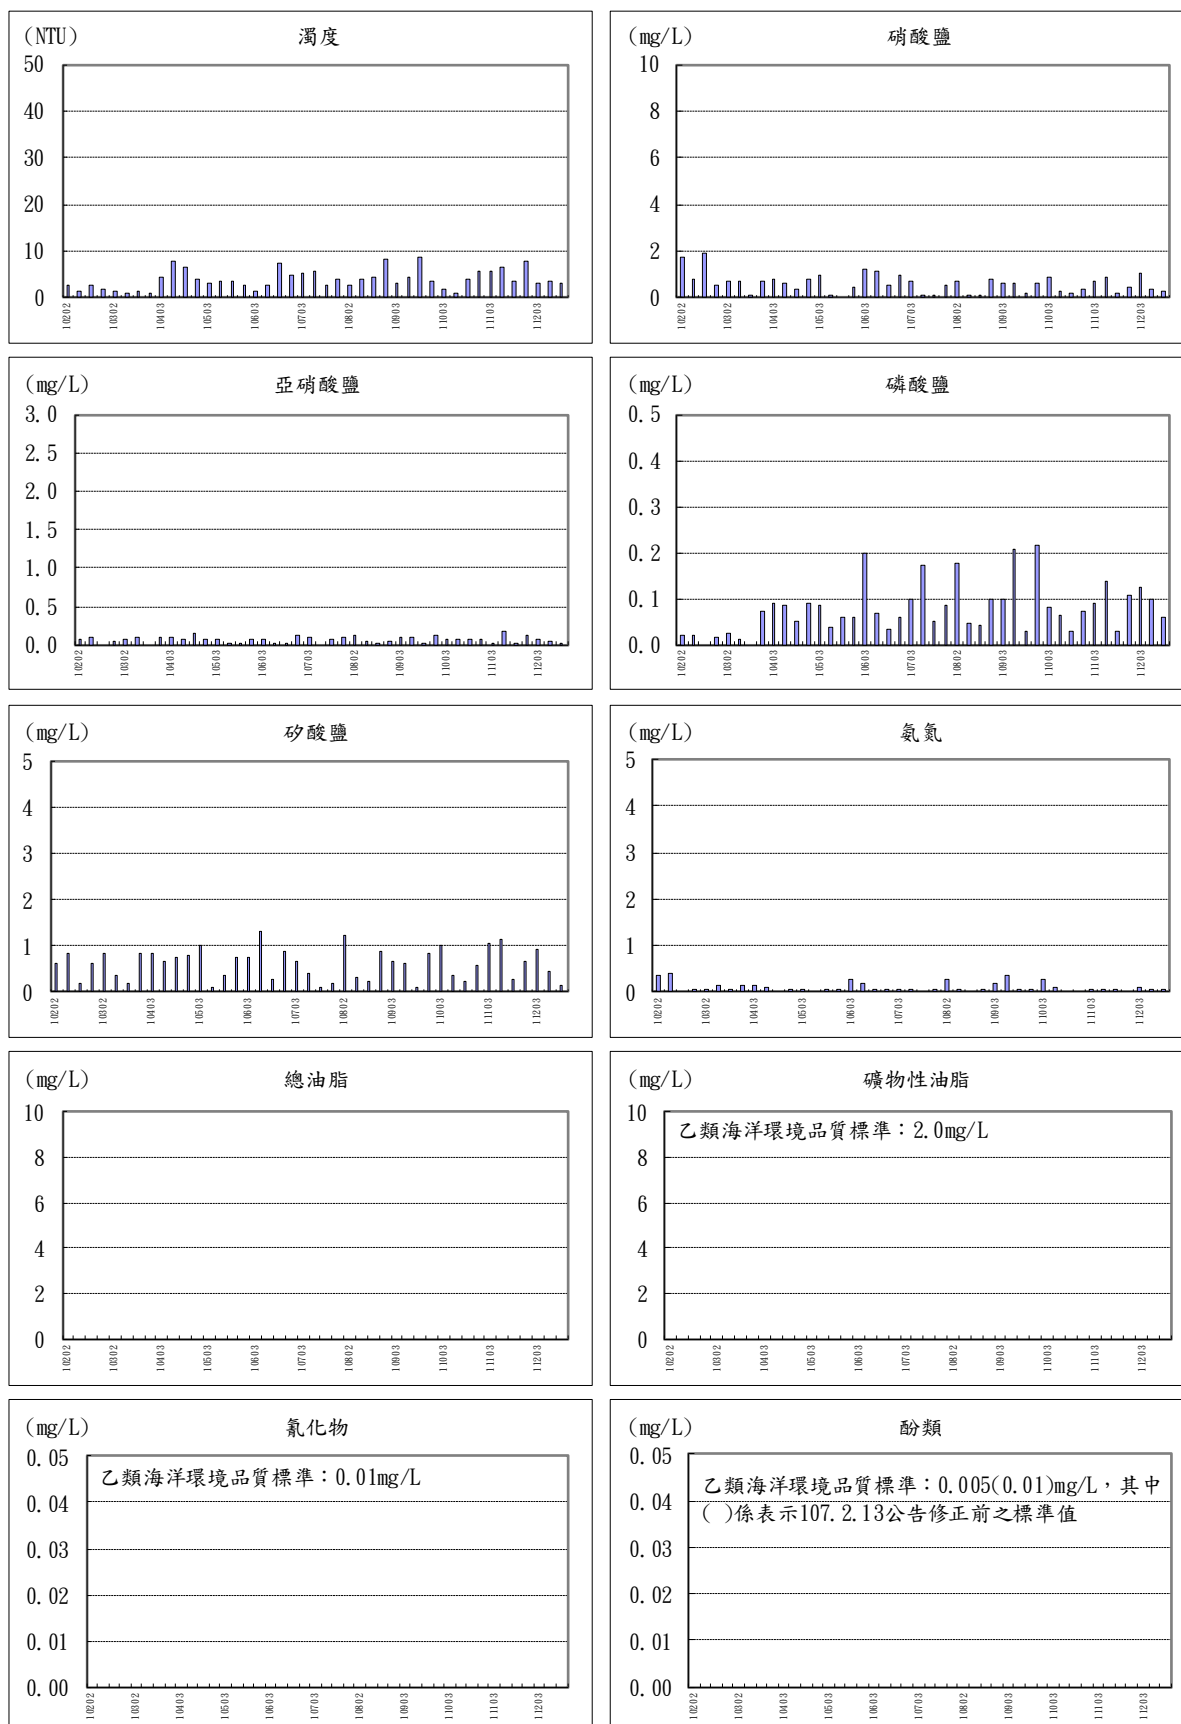 (NTU) 濁度
50
40
30
20
10
0
10202 10302 10403 10503 10603 10703 10802 10903 11003 11103 11203
(mg/L) 硝酸鹽
10
8
6
4
2
0
10202 10302 10403 10503 10603 10703 10802 10903 11003 11103 11203
(mg/L) 亞硝酸鹽
3.0
2.5
2.0
1.5
1.0
0.5
0.0
10202 10302 10403 10503 10603 10703 10802 10903 11003 11103 11203
(mg/L) 磷酸鹽
0.5
0.4
0.3
0.2
0.1
0.0
10202 10302 10403 10503 10603 10703 10802 10903 11003 11103 11203
(mg/L) 矽酸鹽
5
4
3
2
1
0
10202 10302 10403 10503 10603 10703 10802 10903 11003 11103 11203
(mg/L) 氨氮
5
4
3
2
1
0
10202 10302 10403 10503 10603 10703 10802 10903 11003 11103 11203
(mg/L) 總油脂
10
8
6
4
2
0
10202 10302 10403 10503 10603 10703 10802 10903 11003 11103 11203
(mg/L) 礦物性油脂
乙類海洋環境品質標準：2.0mg/L
10
8
6
4
2
0
10202 10302 10403 10503 10603 10703 10802 10903 11003 11103 11203
(mg/L) 氰化物
乙類海洋環境品質標準：0.01mg/L
0.05
0.04
0.03
0.02
0.01
0.00
10202 10302 10403 10503 10603 10703 10802 10903 11003 11103 11203
(mg/L) 酚類
乙類海洋環境品質標準：0.005(0.01)mg/L，其中
( )係表示107.2.13公告修正前之標準值
0.05
0.04
0.03
0.02
0.01
0.00
10202 10302 10403 10503 10603 10703 10802 10903 11003 11103 11203